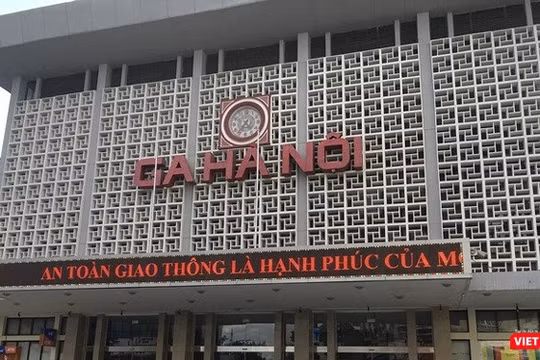 GA HÀ NỘI
AN TOÀN GIAO THÔNG LÀ HẠNH PHÚC CỦA
VIET